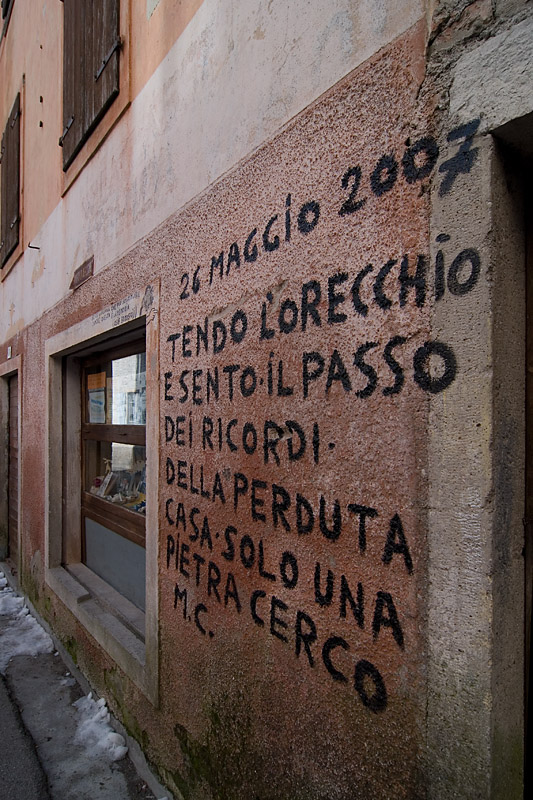 26 MAGGIO 2007
TENDO L'ORECCHIO
E SENTO · IL PASSO
DEI RICORDI ·
DELLA PERDUTA
CASA · SOLO UNA
PIETRA CERCO
M.C.